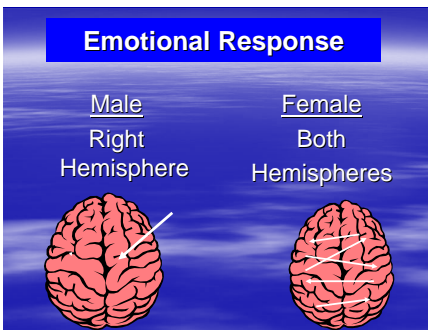 Emotional Response
Male
Right
Hemisphere
Female
Both
Hemispheres